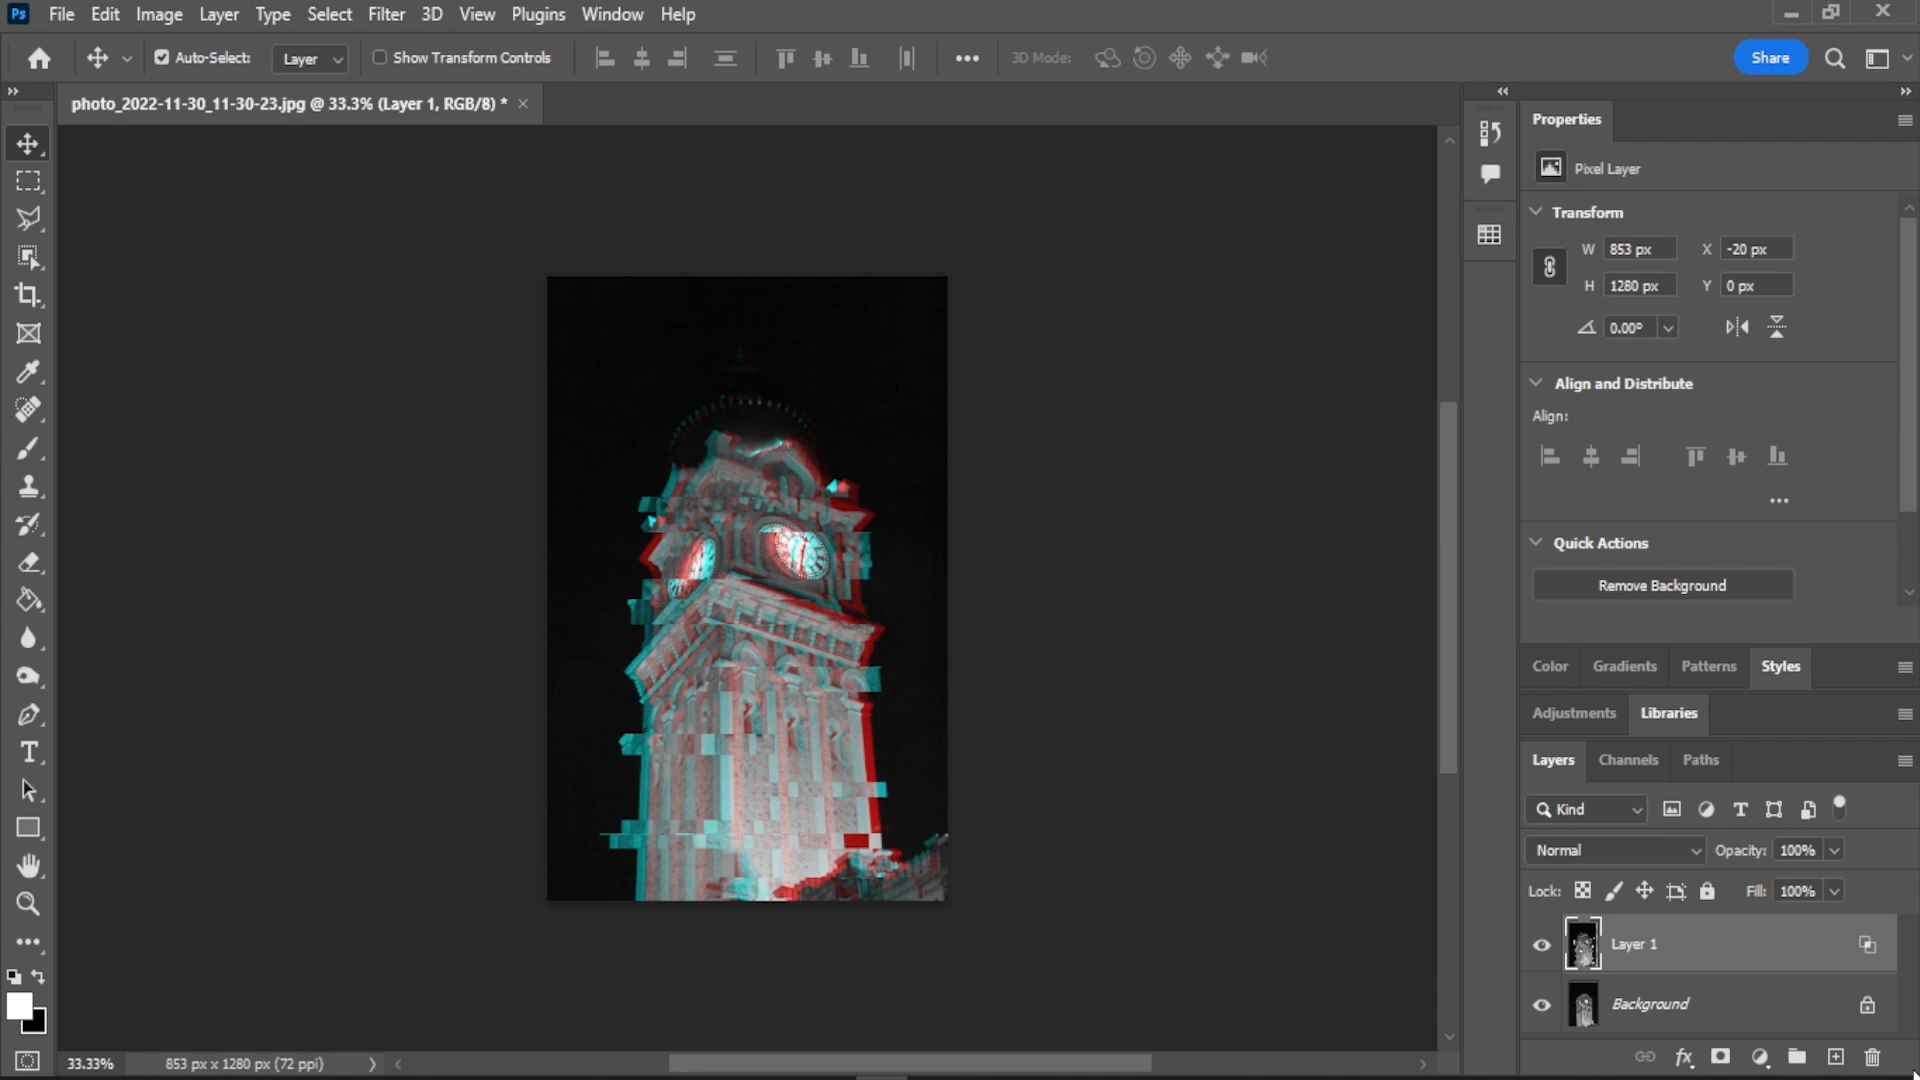 Ps File Edit Image Layer Type Select Filter 3D View Plugins Window Help
Auto-Select: Layer Show Transform Controls 3D Mode: Share
photo_2022-11-30_11-30-23.jpg @ 33.3% (Layer 1, RGB/8) *
Properties
Pixel Layer
Transform
W 853 px X -20 px
H 1280 px Y 0 px
0.00°
Align and Distribute
Align:
Quick Actions
Remove Background
Color Gradients Patterns Styles
Adjustments Libraries
Layers Channels Paths
Kind
Normal Opacity: 100%
Lock: Fill: 100%
Layer 1
Background
fx
33.33% 853 px x 1280 px (72 ppi)